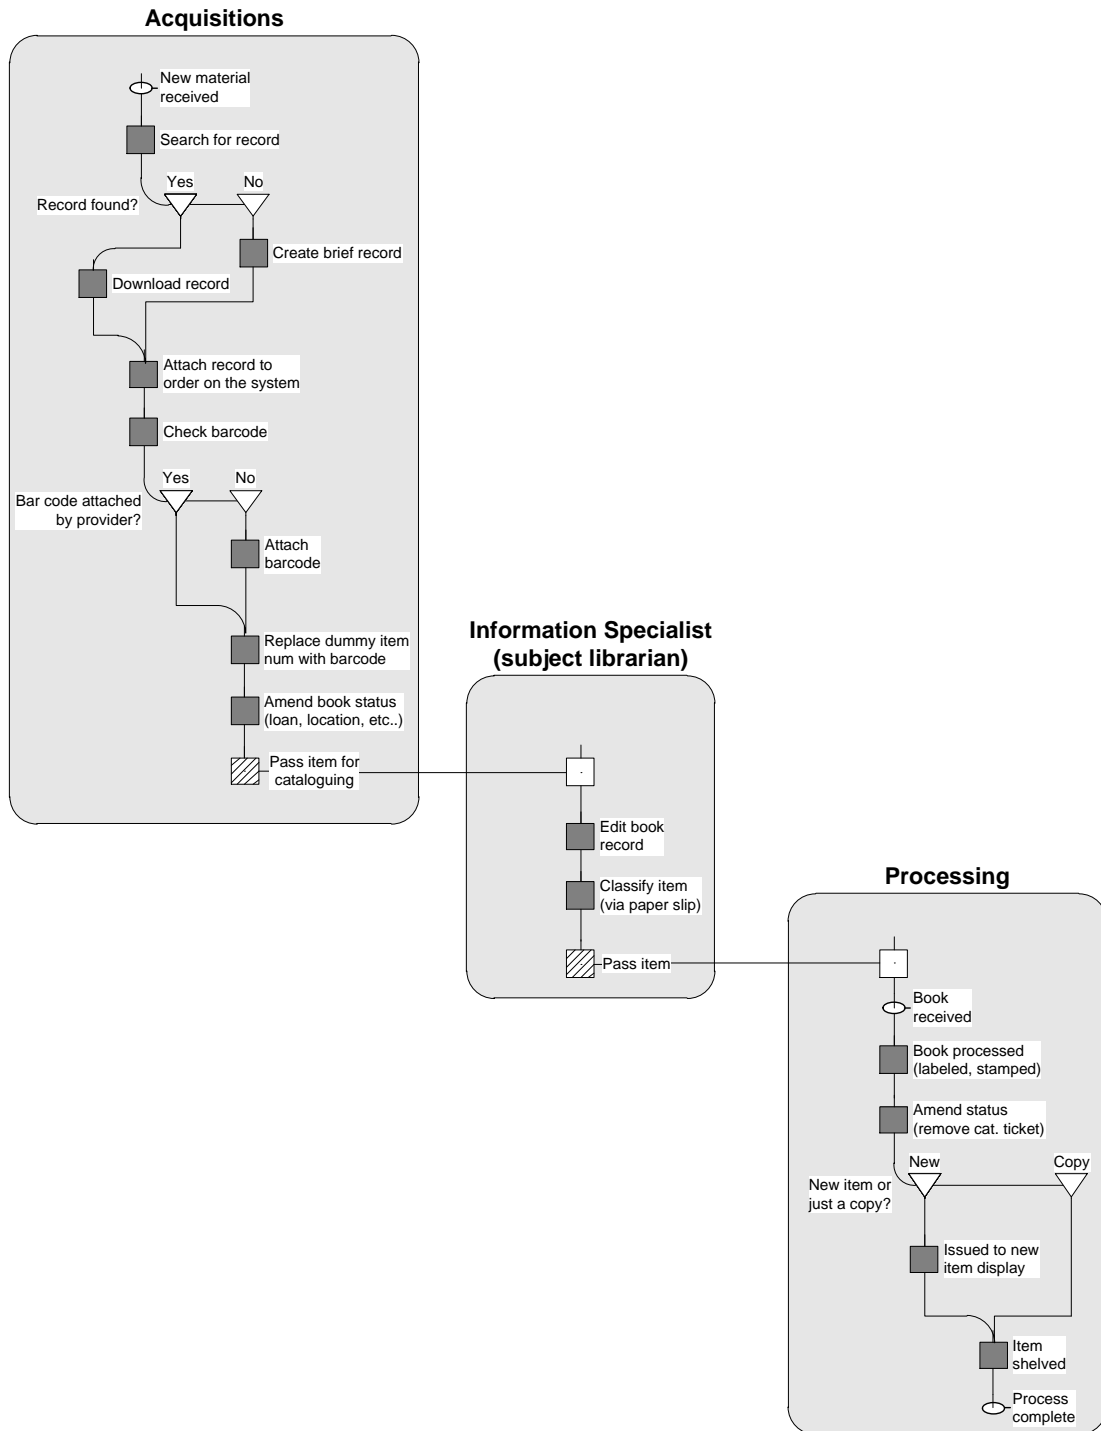 Acquisitions
New material
received
Search for record
Yes
No
Record found?
Create brief record
Download record
Attach record to
order on the system
Check barcode
Yes
No
Bar code attached
by provider?
Attach
barcode
Replace dummy item
num with barcode
Amend book status
(loan, location, etc..)
Pass item for
cataloguing
Information Specialist
(subject librarian)
Edit book
record
Classify item
(via paper slip)
Pass item
Processing
Book
received
Book processed
(labeled, stamped)
Amend status
(remove cat. ticket)
New
Copy
New item or
just a copy?
Issued to new
item display
Item
shelved
Process
complete